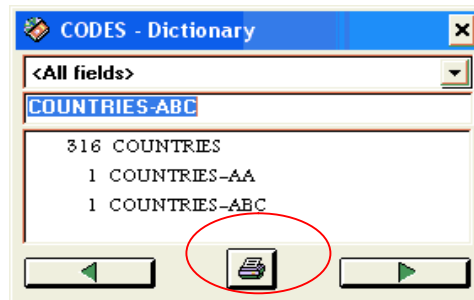 CODES - Dictionary
<All fields>
COUNTRIES-ABC
316 COUNTRIES
1 COUNTRIES-AA
1 COUNTRIES-ABC